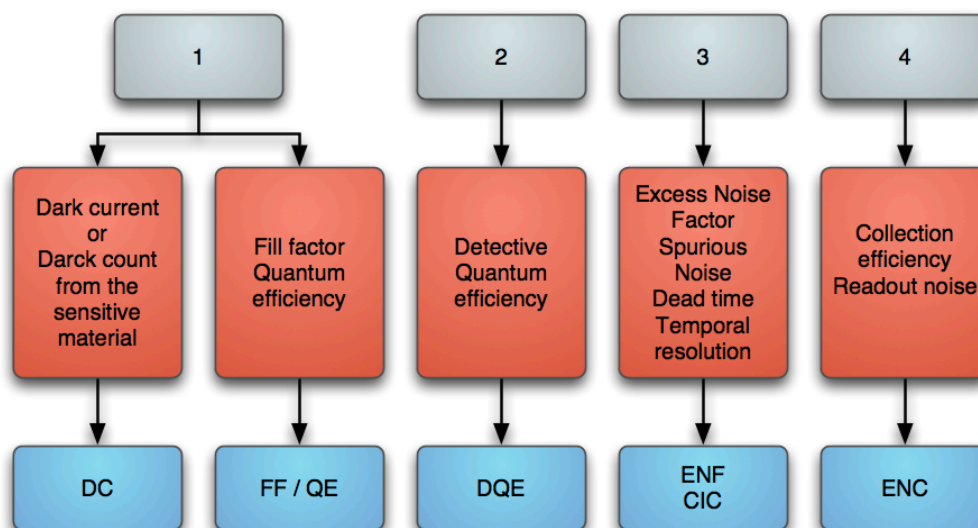 1
2
3
4
Dark current
or
Darck count
from the
sensitive
material
Fill factor
Quantum
efficiency
Detective
Quantum
efficiency
Excess Noise
Factor
Spurious
Noise
Dead time
Temporal
resolution
Collection
efficiency
Readout noise
DC
FF / QE
DQE
ENF
CIC
ENC